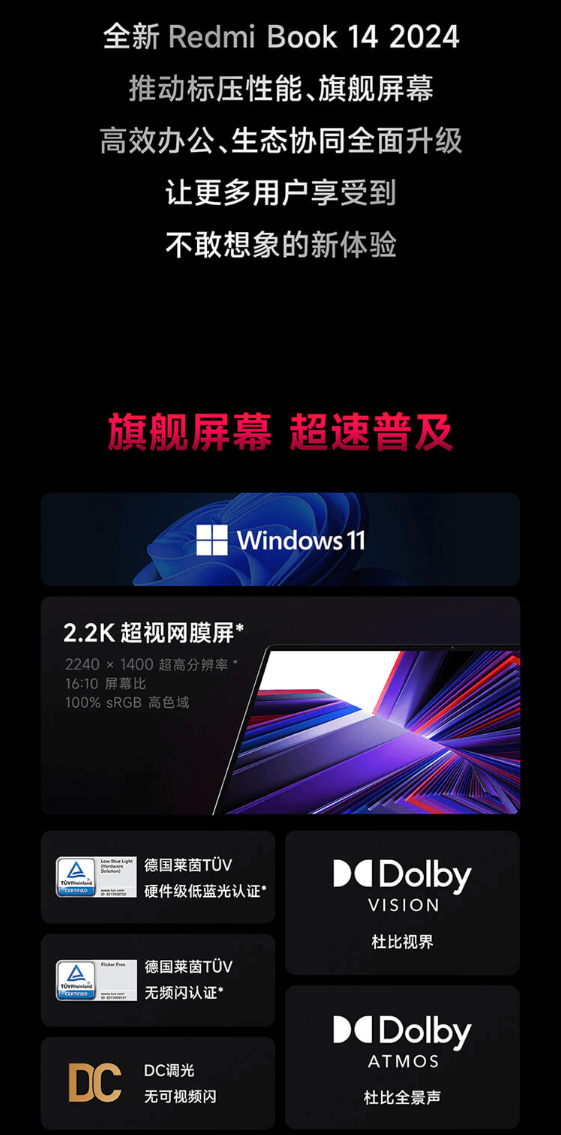 全新 Redmi Book 14 2024
推动标压性能、旗舰屏幕
高效办公、生态协同全面升级
让更多用户享受到
不敢想象的新体验
旗舰屏幕 超速普及
Windows 11
2.2K 超视网膜屏*
2240 × 1400 超高分辨率*
16:10 屏幕比
100% sRGB 高色域
TÜVRheinland
CERTIFIED
Low Blue Light
(Hardware
Solution)
www.tuv.com
德国莱茵TÜV
硬件级低蓝光认证*
Dolby
VISION
杜比视界
TÜVRheinland
CERTIFIED
Flicker Free
www.tuv.com
德国莱茵TÜV
无频闪认证*
Dolby
ATMOS
杜比全景声
DC
DC调光
无可视频闪